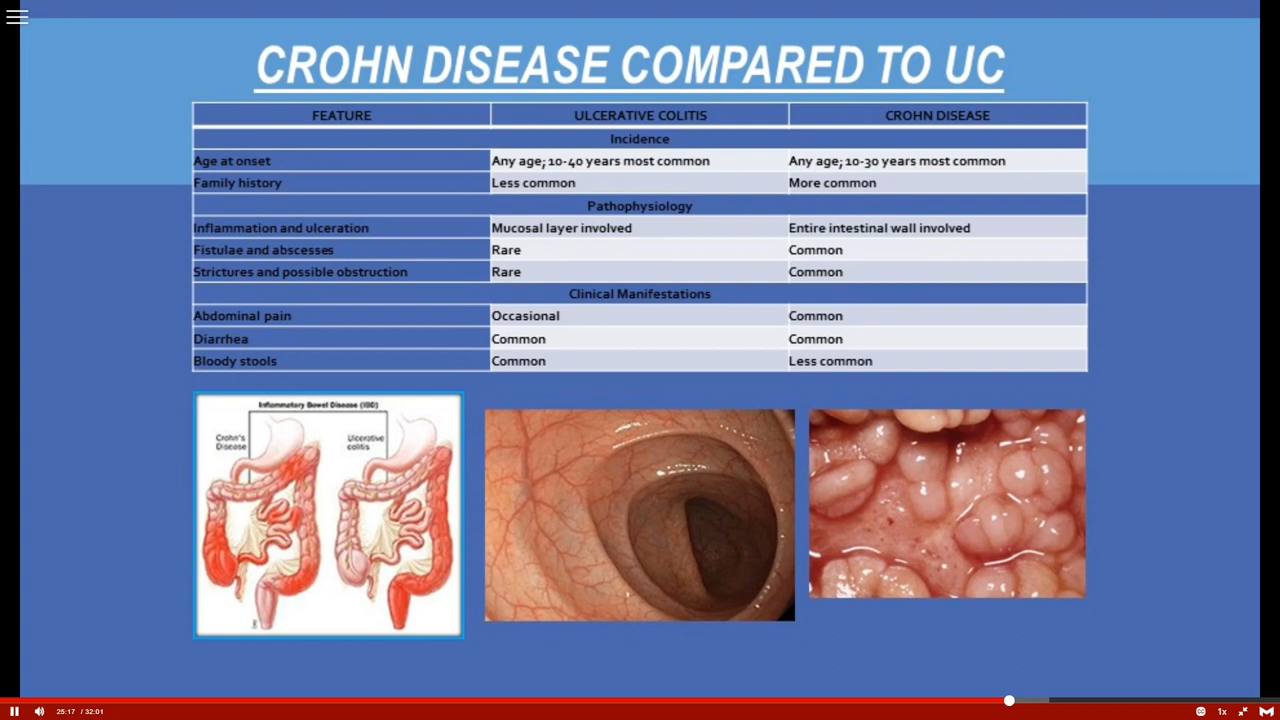 CROHN DISEASE COMPARED TO UC
FEATURE ULCERATIVE COLITIS CROHN DISEASE
Incidence
Age at onset Any age; 10-40 years most common Any age; 10-30 years most common
Family history Less common More common
Pathophysiology
Inflammation and ulceration Mucosal layer involved Entire intestinal wall involved
Fistulae and abscesses Rare Common
Strictures and possible obstruction Rare Common
Clinical Manifestations
Abdominal pain Occasional Common
Diarrhea Common Common
Bloody stools Common Less common
Inflammatory Bowel Disease (IBD)
Crohn's
Disease
Ulcerative
colitis
25:17 / 32:01
1x